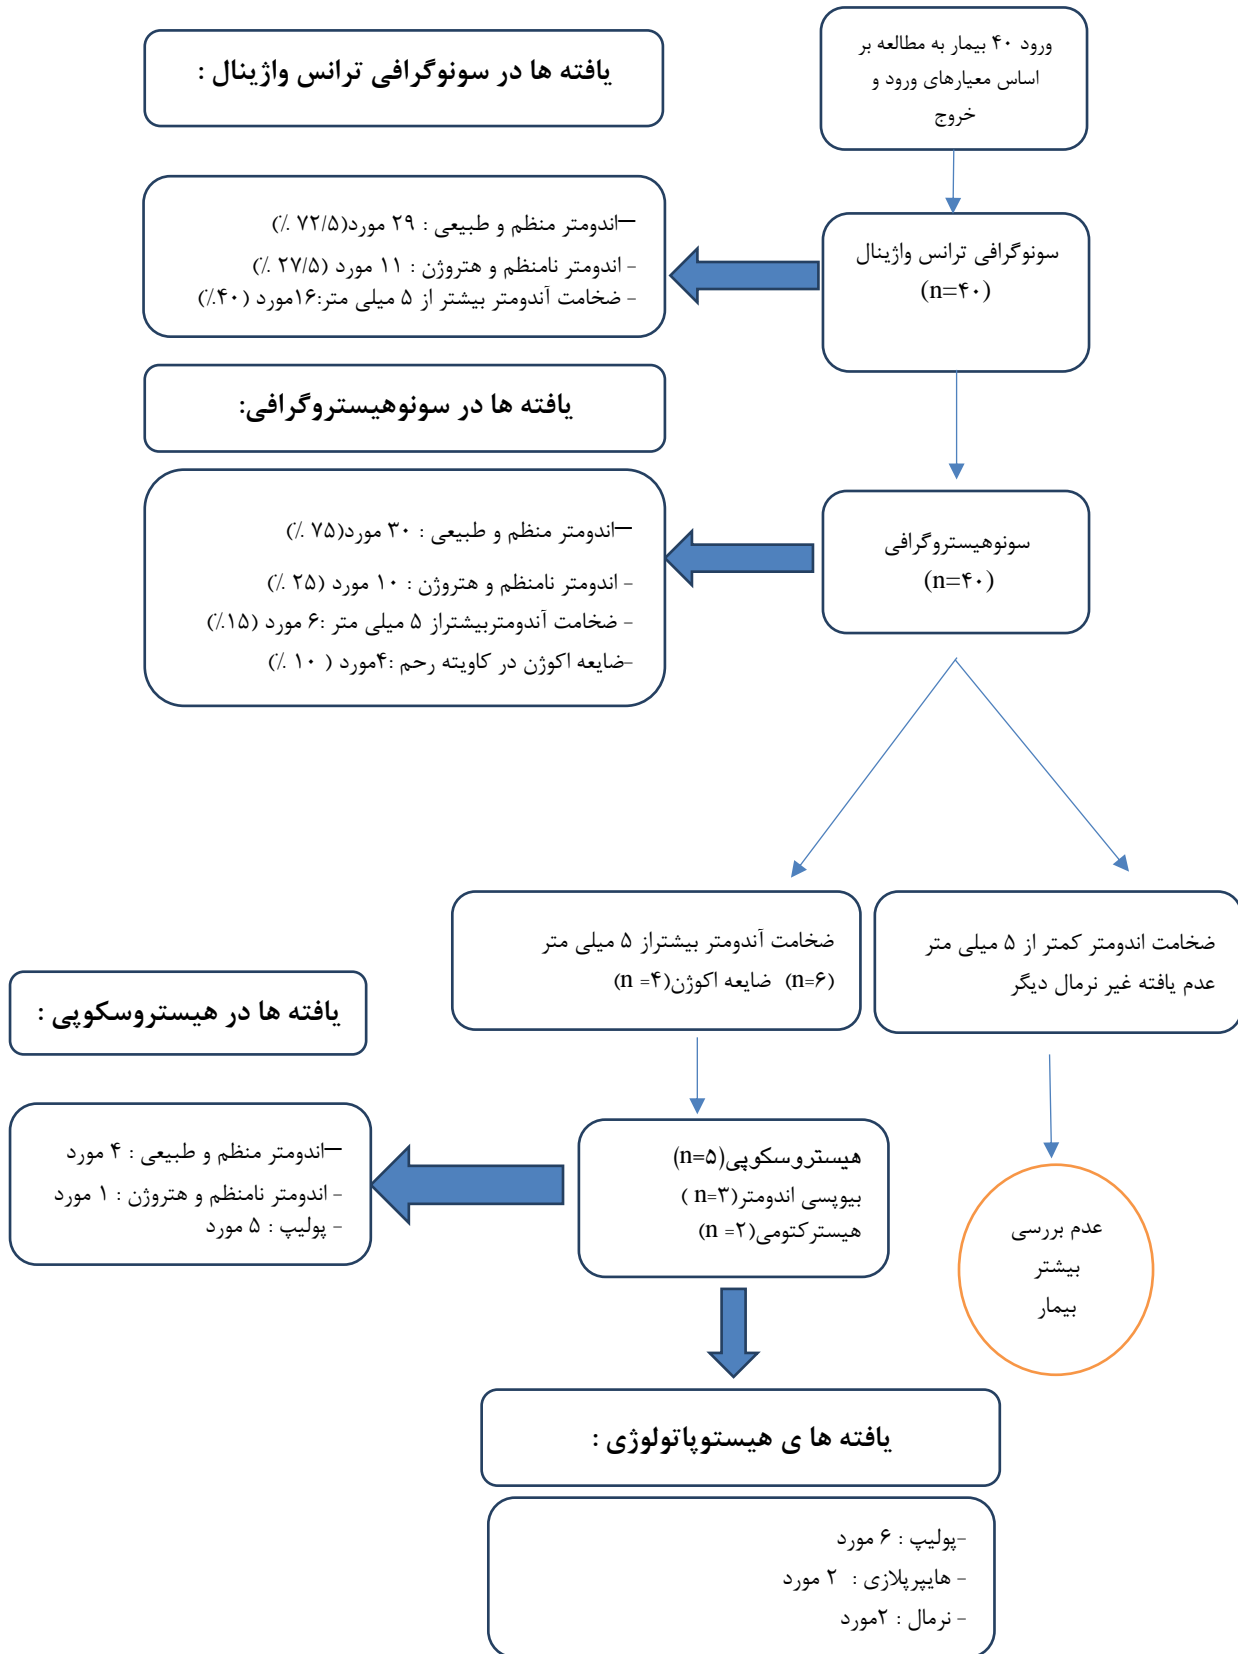 ورود ۴۰ بیمار به مطالعه بر
اساس معیارهای ورود و
خروج
یافته ها در سونوگرافی ترانس واژینال :
سونوگرافی ترانس واژینال
(n=۴۰)
–اندومتر منظم و طبیعی : ۲۹ مورد(۷۲/۵ ٪)
- اندومتر نامنظم و هتروژن : ۱۱ مورد (۲۷/۵ ٪)
- ضخامت آندومتر بیشتر از ۵ میلی متر:۱۶مورد (۴۰٪)
یافته ها در سونوهیستروگرافی:
سونوهیستروگرافی
(n=۴۰)
–اندومتر منظم و طبیعی : ۳۰ مورد(۷۵ ٪)
- اندومتر نامنظم و هتروژن : ۱۰ مورد (۲۵ ٪)
- ضخامت آندومتربیشتراز ۵ میلی متر :۶ مورد (۱۵٪)
-ضایعه اکوژن در کاویته رحم :۴مورد ( ۱۰ ٪)
ضخامت اندومتر کمتر از ۵ میلی متر
عدم یافته غیر نرمال دیگر
ضخامت آندومتر بیشتراز ۵ میلی متر
(n=۶) ضایعه اکوژن(n =۴)
یافته ها در هیستروسکوپی :
هیستروسکوپی(n=۵)
بیوپسی اندومتر(n=۳ )
هیسترکتومی(n =۲)
–اندومتر منظم و طبیعی : ۴ مورد
- اندومتر نامنظم و هتروژن : ۱ مورد
- پولیپ : ۵ مورد
عدم بررسی
بیشتر
بیمار
یافته ها ی هیستوپاتولوژی :
-پولیپ : ۶ مورد
- هایپرپلازی : ۲ مورد
- نرمال : ۲مورد